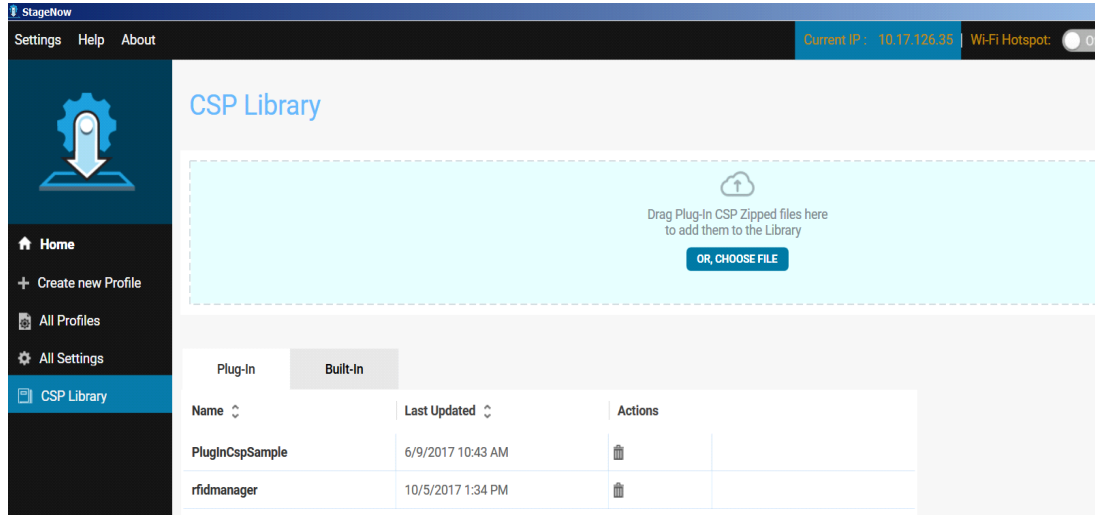 StageNow
Settings Help About
Current IP : 10.17.126.35 | Wi-Fi Hotspot:
CSP Library
Drag Plug-In CSP Zipped files here
to add them to the Library
OR, CHOOSE FILE
Home
Create new Profile
All Profiles
All Settings
CSP Library
Plug-In Built-In
Name Last Updated Actions
PlugInCspSample 6/9/2017 10:43 AM
rfidmanager 10/5/2017 1:34 PM